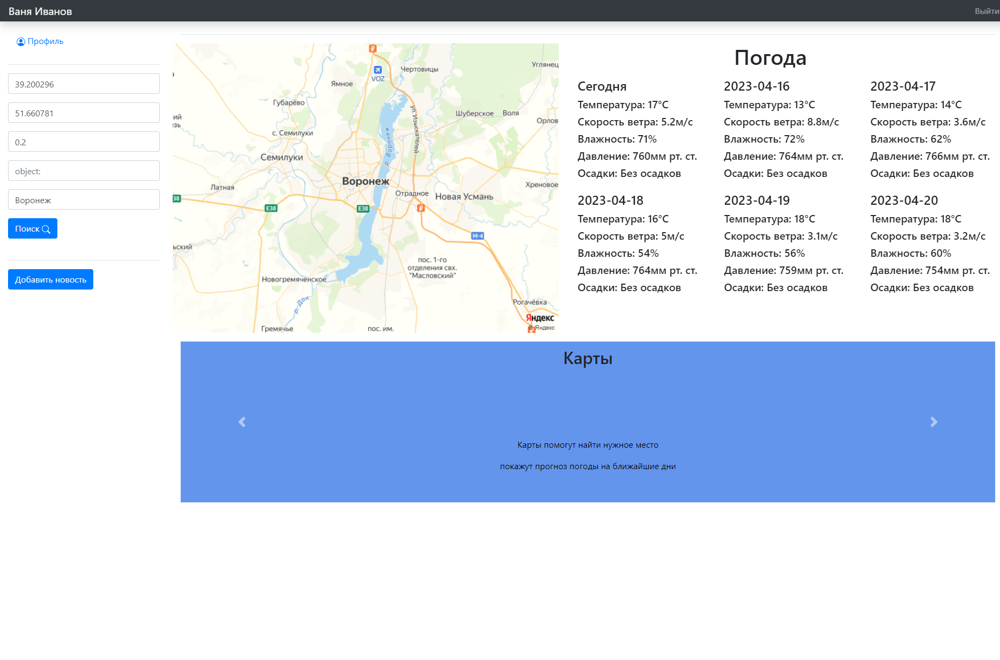 Ваня Иванов
Выйти
Профиль
39.200296
51.660781
0.2
object:
Воронеж
Поиск
Добавить новость
VOZ
Чертовицы
Углянец
Ямное
Губарёво
ул. Изыскателей
Шуберское
Воля
ий
зь
Орлов
с. Семилуки
р. Воронеж
Семилуки
Воронеж
Латная
Отрадное
Новая Усмань
Хреновое
38
E38
E38
М-4
ьский
пос. 1-го
отделения свх.
"Масловский"
Новогремяченское
р. Дон
Рогачёвка
Яндекс
© Яндекс
Гремячье
пос. им.
Погода
Сегодня
Температура: 17°C
Скорость ветра: 5.2м/с
Влажность: 71%
Давление: 760мм рт. ст.
Осадки: Без осадков
2023-04-16
Температура: 13°C
Скорость ветра: 8.8м/с
Влажность: 72%
Давление: 764мм рт. ст.
Осадки: Без осадков
2023-04-17
Температура: 14°C
Скорость ветра: 3.6м/с
Влажность: 62%
Давление: 766мм рт. ст.
Осадки: Без осадков
2023-04-18
Температура: 16°C
Скорость ветра: 5м/с
Влажность: 54%
Давление: 764мм рт. ст.
Осадки: Без осадков
2023-04-19
Температура: 18°C
Скорость ветра: 3.1м/с
Влажность: 56%
Давление: 759мм рт. ст.
Осадки: Без осадков
2023-04-20
Температура: 18°C
Скорость ветра: 3.2м/с
Влажность: 60%
Давление: 754мм рт. ст.
Осадки: Без осадков
Карты
Карты помогут найти нужное место
покажут прогноз погоды на ближайшие дни